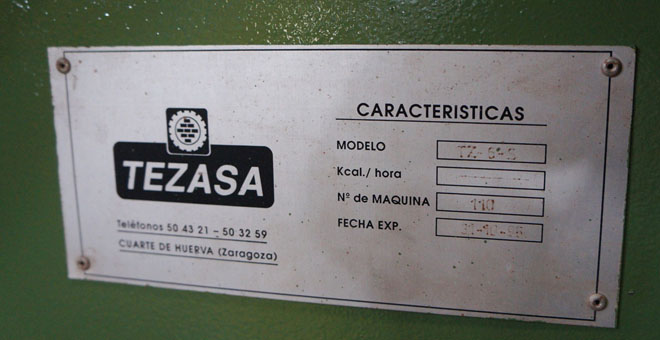 TEZASA
Teléfonos 50 43 21 - 50 32 59
CUARTE DE HUERVA (Zaragoza)
CARACTERISTICAS
MODELO
Kcal./ hora
Nº de MAQUINA 110
FECHA EXP.